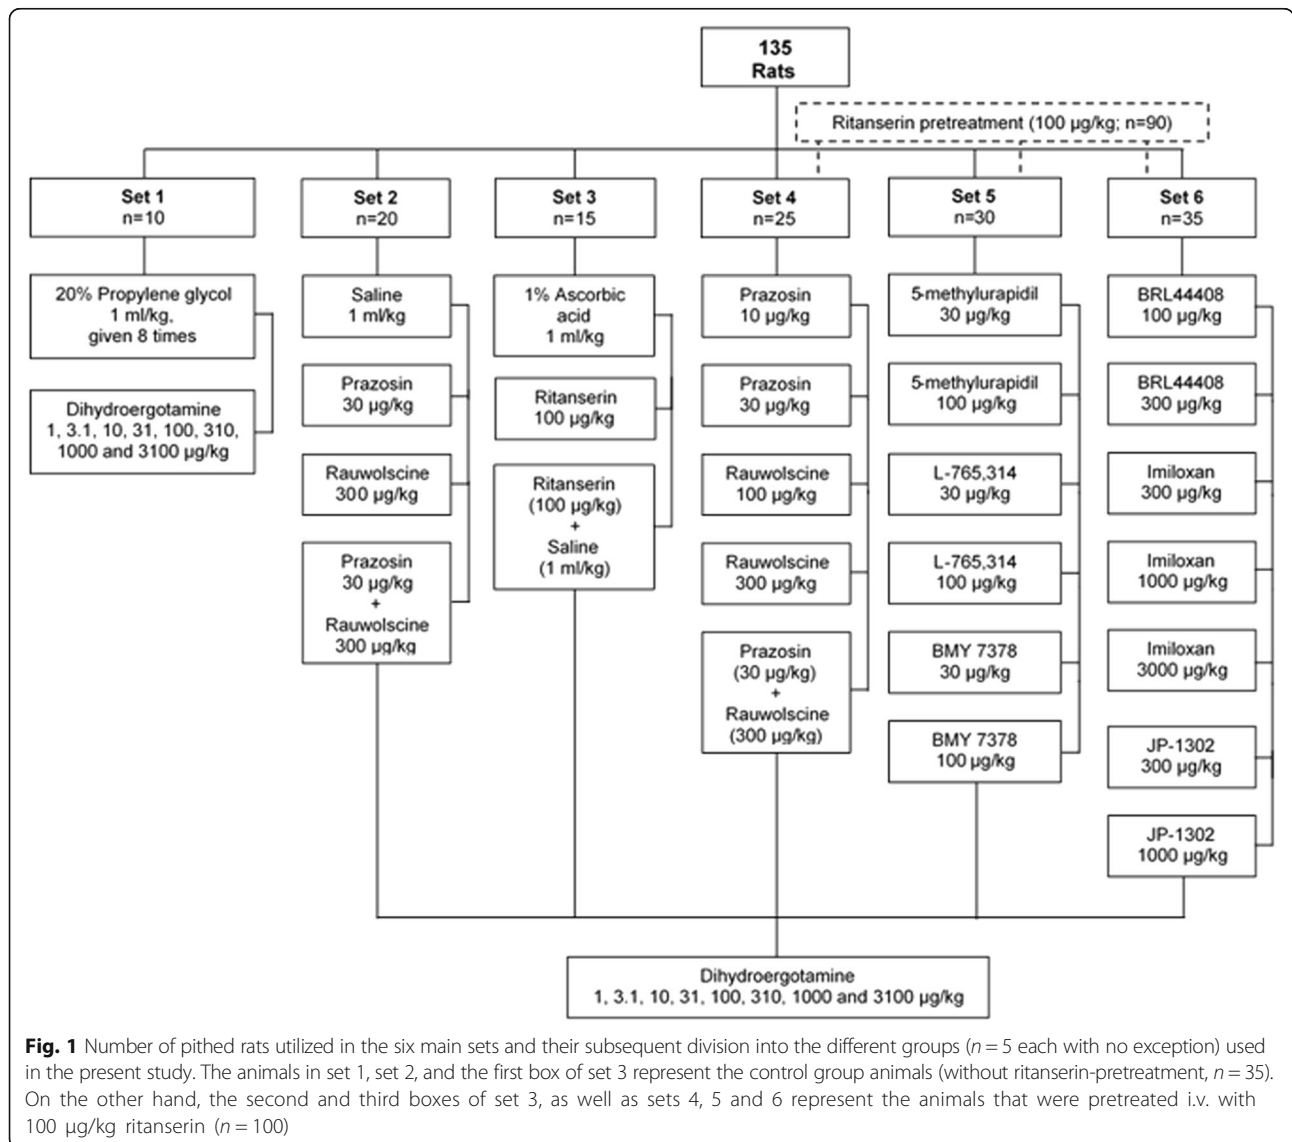 135
Rats
Ritanserin pretreatment (100 µg/kg; n=90)
Set 1
n=10
Set 2
n=20
Set 3
n=15
Set 4
n=25
Set 5
n=30
Set 6
n=35
20% Propylene glycol
1 ml/kg,
given 8 times
Dihydroergotamine
1, 3.1, 10, 31, 100, 310,
1000 and 3100 µg/kg
Saline
1 ml/kg
Prazosin
30 µg/kg
Rauwolscine
300 µg/kg
Prazosin
30 µg/kg
+
Rauwolscine
300 µg/kg
1% Ascorbic
acid
1 ml/kg
Ritanserin
100 µg/kg
Ritanserin
(100 µg/kg)
+
Saline
(1 ml/kg)
Prazosin
10 µg/kg
Prazosin
30 µg/kg
Rauwolscine
100 µg/kg
Rauwolscine
300 µg/kg
Prazosin
(30 µg/kg)
+
Rauwolscine
(300 µg/kg)
5-methylurapidil
30 µg/kg
5-methylurapidil
100 µg/kg
L-765,314
30 µg/kg
L-765,314
100 µg/kg
BMY 7378
30 µg/kg
BMY 7378
100 µg/kg
BRL44408
100 µg/kg
BRL44408
300 µg/kg
Imiloxan
300 µg/kg
Imiloxan
1000 µg/kg
Imiloxan
3000 µg/kg
JP-1302
300 µg/kg
JP-1302
1000 µg/kg
Dihydroergotamine
1, 3.1, 10, 31, 100, 310, 1000 and 3100 µg/kg
Fig. 1 Number of pithed rats utilized in the six main sets and their subsequent division into the different groups (n = 5 each with no exception) used
in the present study. The animals in set 1, set 2, and the first box of set 3 represent the control group animals (without ritanserin-pretreatment, n = 35).
On the other hand, the second and third boxes of set 3, as well as sets 4, 5 and 6 represent the animals that were pretreated i.v. with
100 µg/kg ritanserin (n = 100)